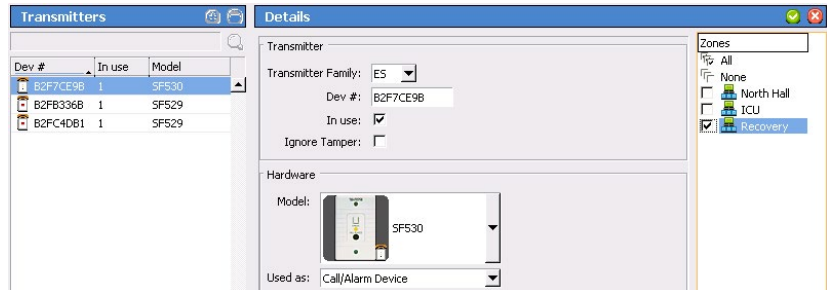 Transmitters
Dev # In use Model
B2F7CE9B 1 SF530
B2FB336B 1 SF529
B2FC4DB1 1 SF529
Details
Transmitter
Transmitter Family: ES
Dev #: B2F7CE9B
In use:
Ignore Tamper:
Hardware
Model: SF530
Used as: Call/Alarm Device
Zones
All
None
North Hall
ICU
Recovery